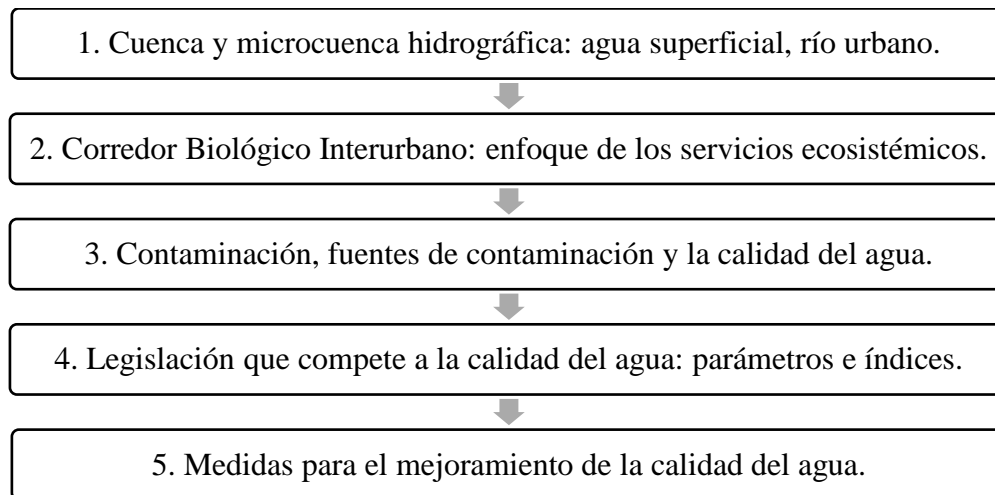 1. Cuenca y microcuenca hidrográfica: agua superficial, río urbano.
2. Corredor Biológico Interurbano: enfoque de los servicios ecosistémicos.
3. Contaminación, fuentes de contaminación y la calidad del agua.
4. Legislación que compete a la calidad del agua: parámetros e índices.
5. Medidas para el mejoramiento de la calidad del agua.